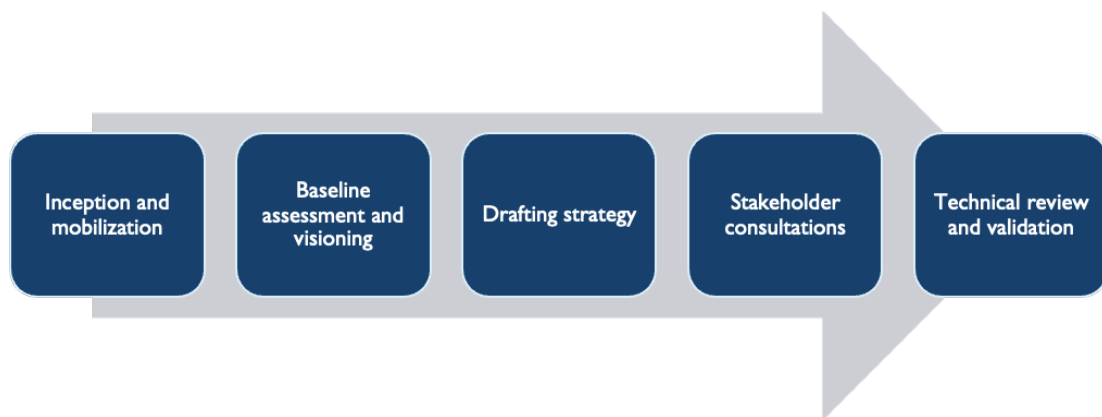 Inception and
mobilization
Baseline
assessment and
visioning
Drafting strategy
Stakeholder
consultations
Technical review
and validation